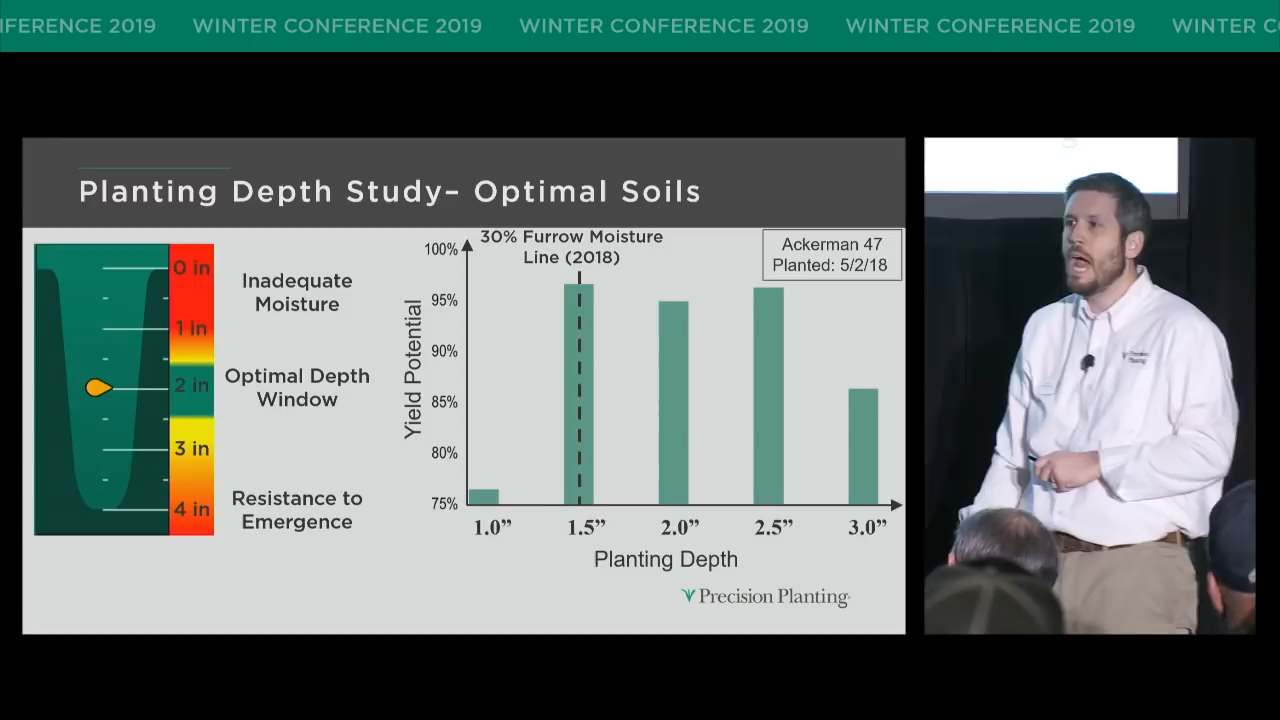 NFERENCE 2019 WINTER CONFERENCE 2019 WINTER CONFERENCE 2019 WINTER CONFERENCE 2019 WINTER C
Planting Depth Study– Optimal Soils
0 in
1 in
2 in
3 in
4 in
Inadequate
Moisture
Optimal Depth
Window
Resistance to
Emergence
30% Furrow Moisture
Line (2018)
Ackerman 47
Planted: 5/2/18
Yield Potential
100%
95%
90%
85%
80%
75%
1.0”
1.5”
2.0”
2.5”
3.0”
Planting Depth
Precision Planting
Precision
Planting